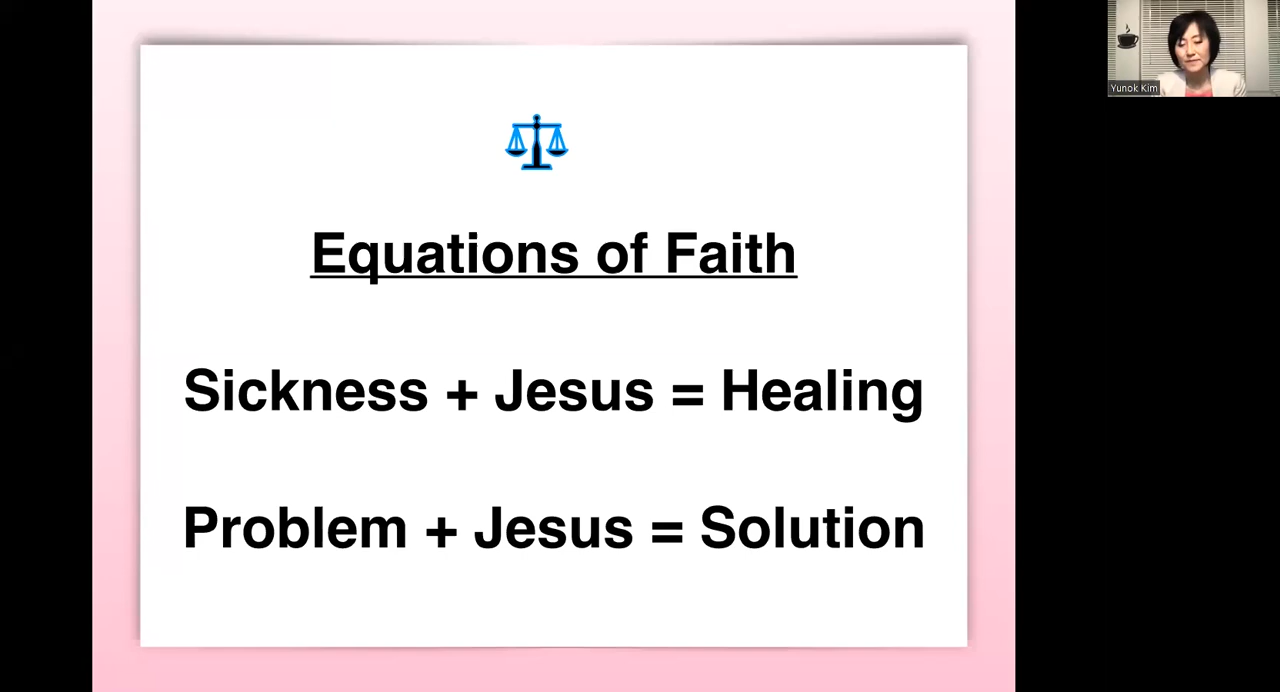 Equations of Faith
Sickness + Jesus = Healing
Problem + Jesus = Solution
Yunok Kim